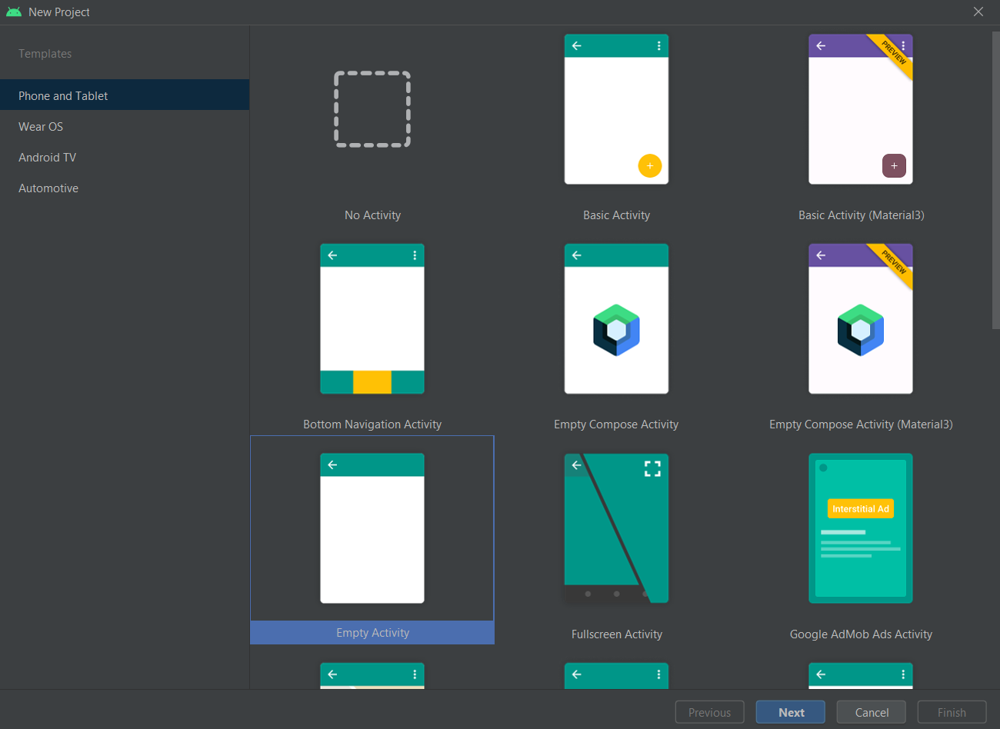 New Project
Templates
Phone and Tablet
Wear OS
Android TV
Automotive
PREVIEW
No Activity
Basic Activity
Basic Activity (Material3)
PREVIEW
Bottom Navigation Activity
Empty Compose Activity
Empty Compose Activity (Material3)
Interstitial Ad
Empty Activity
Fullscreen Activity
Google AdMob Ads Activity
Previous
Next
Cancel
Finish